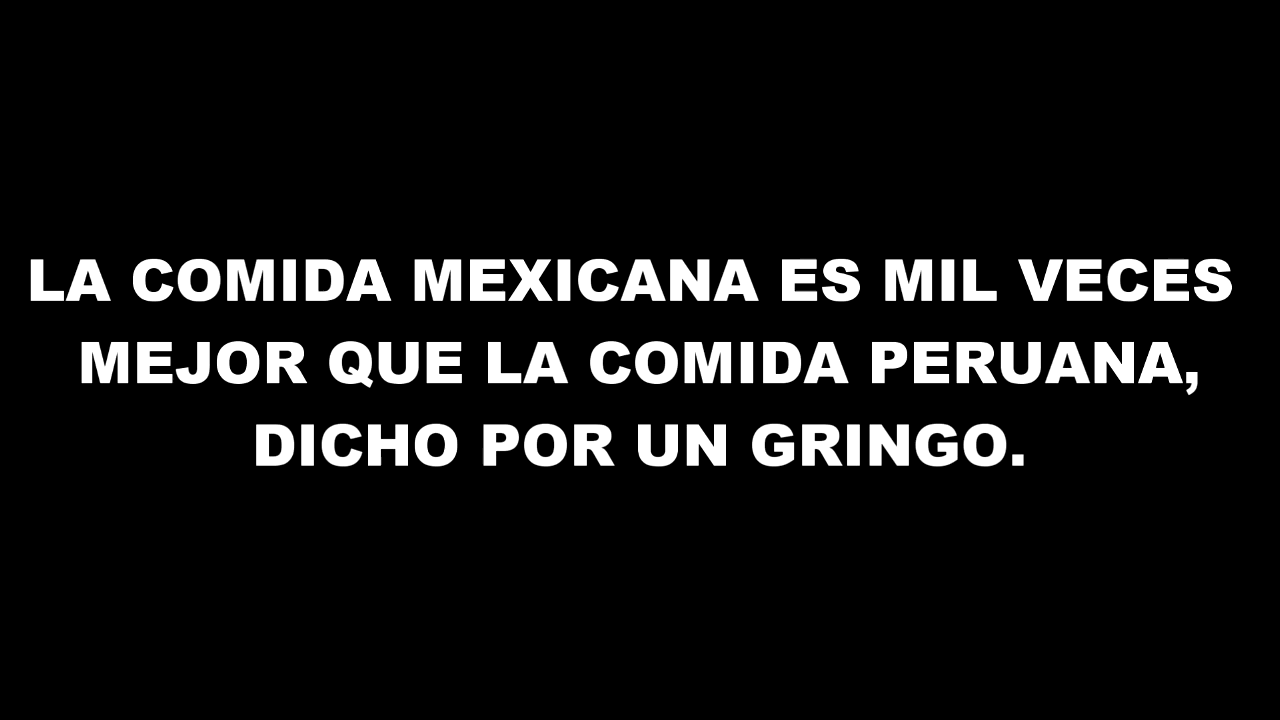 LA COMIDA MEXICANA ES MIL VECES
MEJOR QUE LA COMIDA PERUANA,
DICHO POR UN GRINGO.